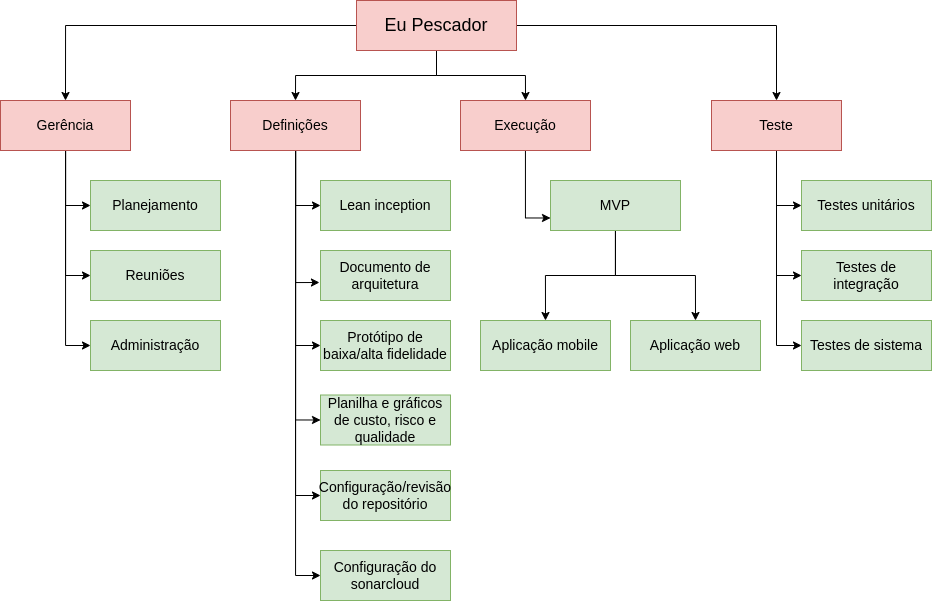 Eu Pescador
Gerência
Definições
Execução
Teste
Planejamento
Reuniões
Administração
Lean inception
Documento de
arquitetura
Protótipo de
baixa/alta fidelidade
Planilha e gráficos
de custo, risco e
qualidade
Configuração/revisão
do repositório
Configuração do
sonarcloud
MVP
Aplicação mobile
Aplicação web
Testes unitários
Testes de
integração
Testes de sistema